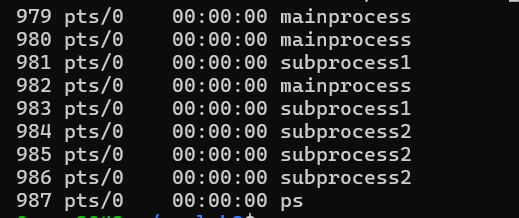 979 pts/0 00:00:00 mainprocess
980 pts/0 00:00:00 mainprocess
981 pts/0 00:00:00 subprocess1
982 pts/0 00:00:00 mainprocess
983 pts/0 00:00:00 subprocess1
984 pts/0 00:00:00 subprocess2
985 pts/0 00:00:00 subprocess2
986 pts/0 00:00:00 subprocess2
987 pts/0 00:00:00 ps